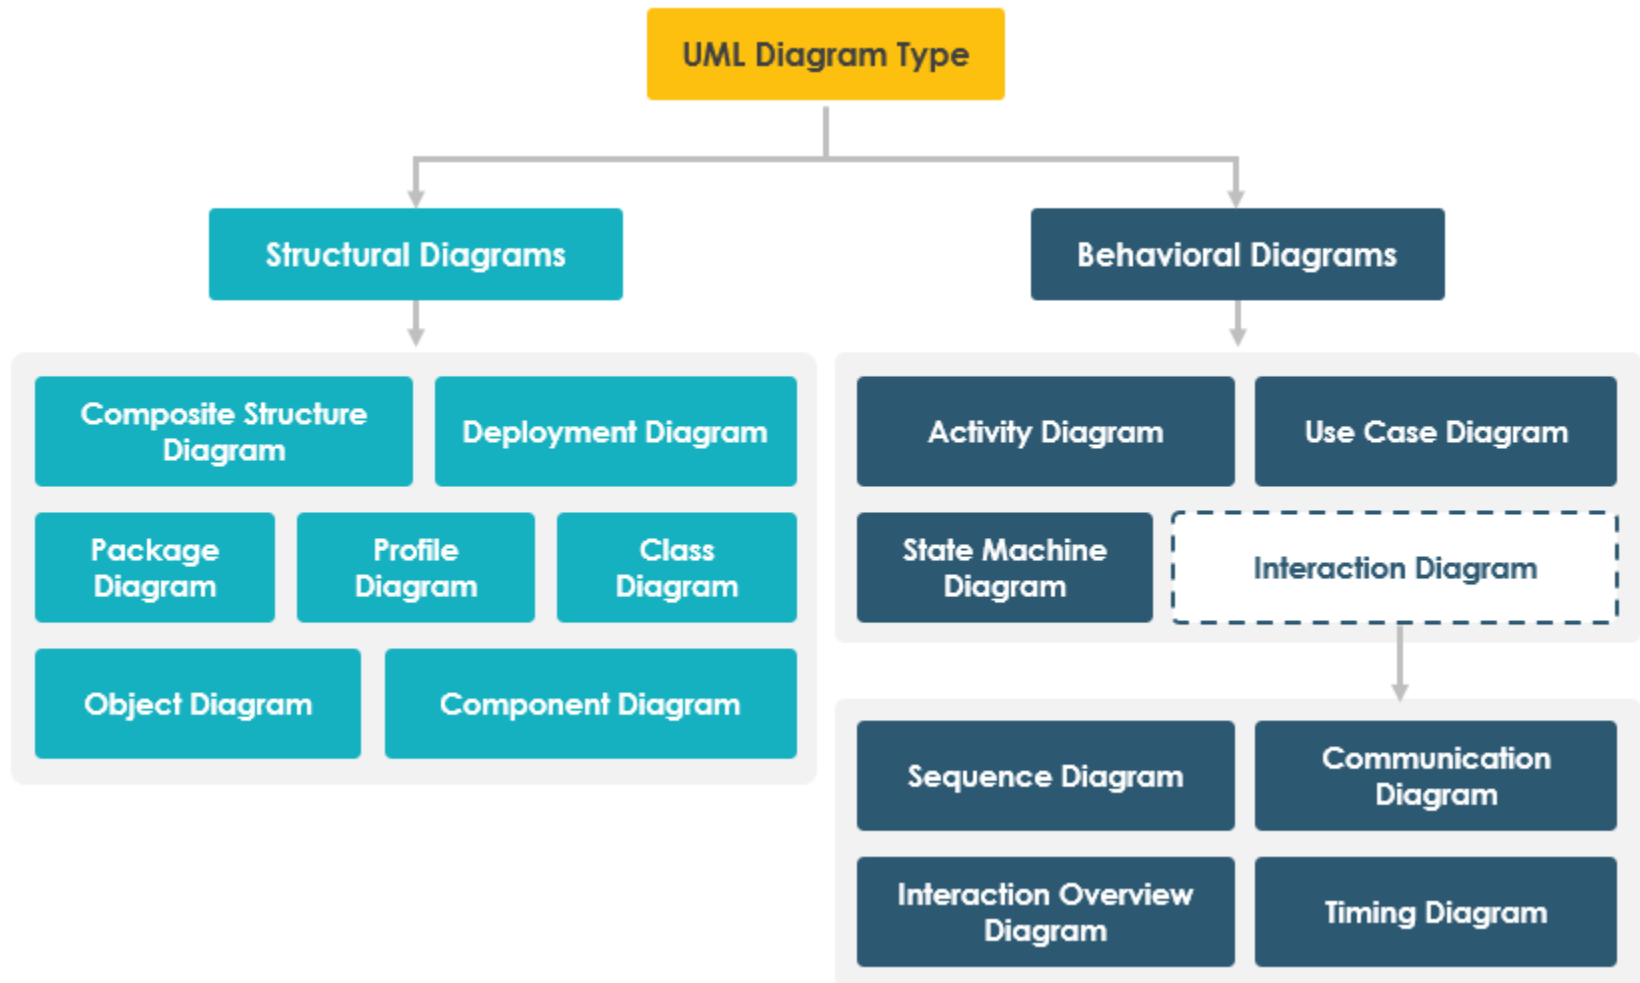 UML Diagram Type
Structural Diagrams
Behavioral Diagrams
Composite Structure
Diagram
Deployment Diagram
Package
Diagram
Profile
Diagram
Class
Diagram
Object Diagram
Component Diagram
Activity Diagram
Use Case Diagram
State Machine
Diagram
Interaction Diagram
Sequence Diagram
Communication
Diagram
Interaction Overview
Diagram
Timing Diagram